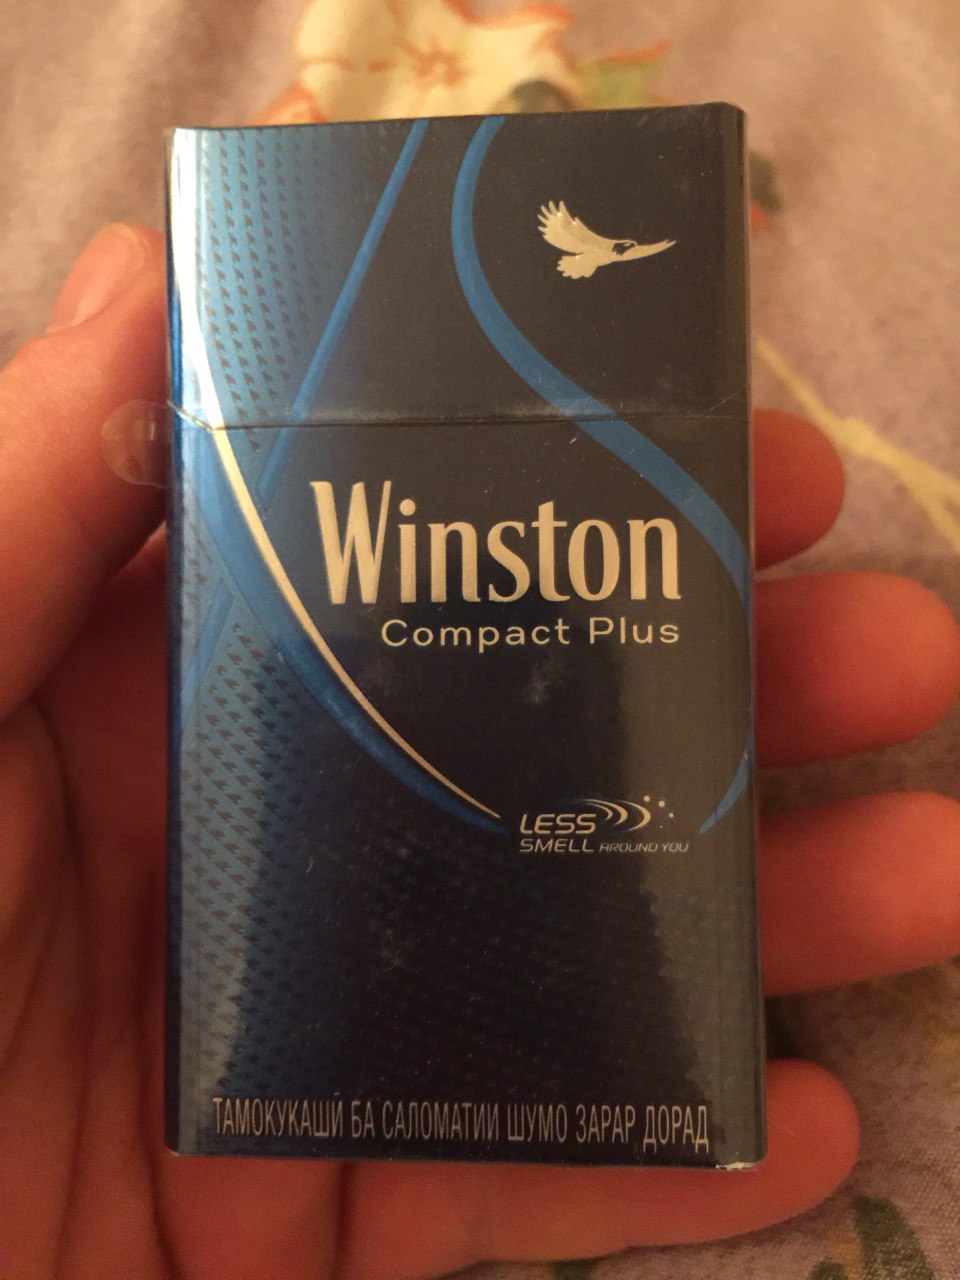 Winston
Compact Plus
LESS
SMELL AROUND YOU
ТАМОКУКАШӢ БА САЛОМАТИИ ШУМО ЗАРАР ДОРАД